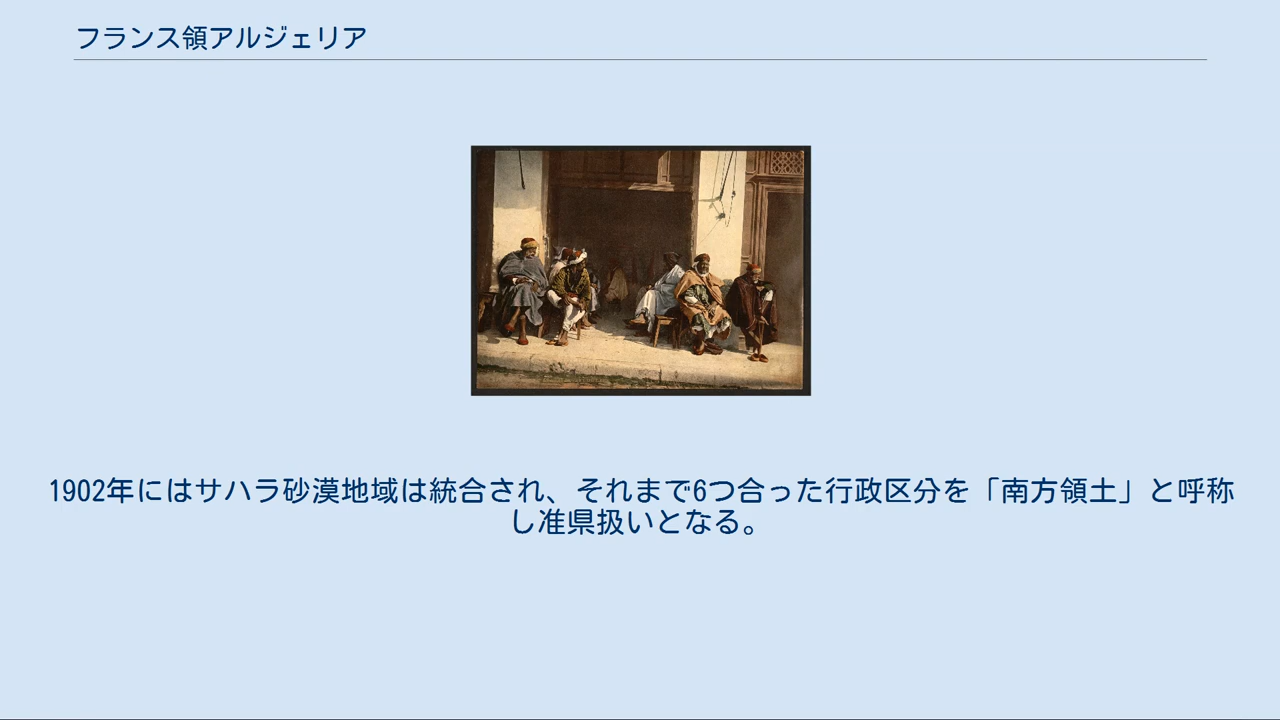 フランス領アルジェリア
1902年にはサハラ砂漠地域は統合され、それまで6つ合った行政区分を「南方領土」と呼称
し准県扱いとなる。